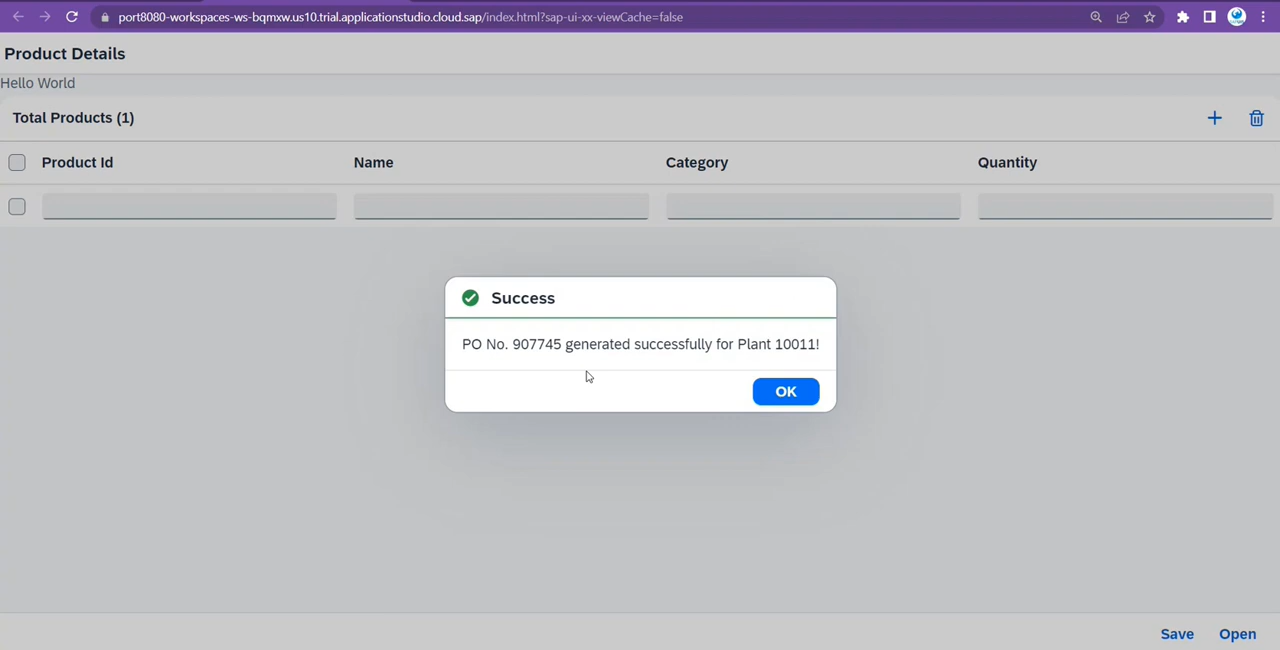 port8080-workspaces-ws-bqmxw.us10.trial.applicationstudio.cloud.sap/index.html?sap-ui-xx-viewCache=false
Product Details
Hello World
Total Products (1)
Product Id Name Category Quantity
Success
PO No. 907745 generated successfully for Plant 10011!
OK
Save Open